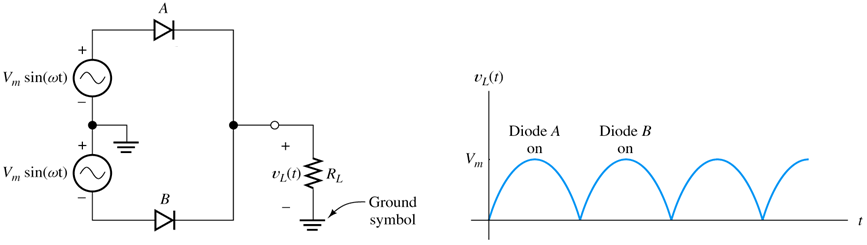 A
+
V_m sin(ωt)
−
+
V_m sin(ωt)
−
B
+
v_L(t)
R_L
−
Ground
symbol
v_L(t)
Diode A
on
Diode B
on
V_m
t